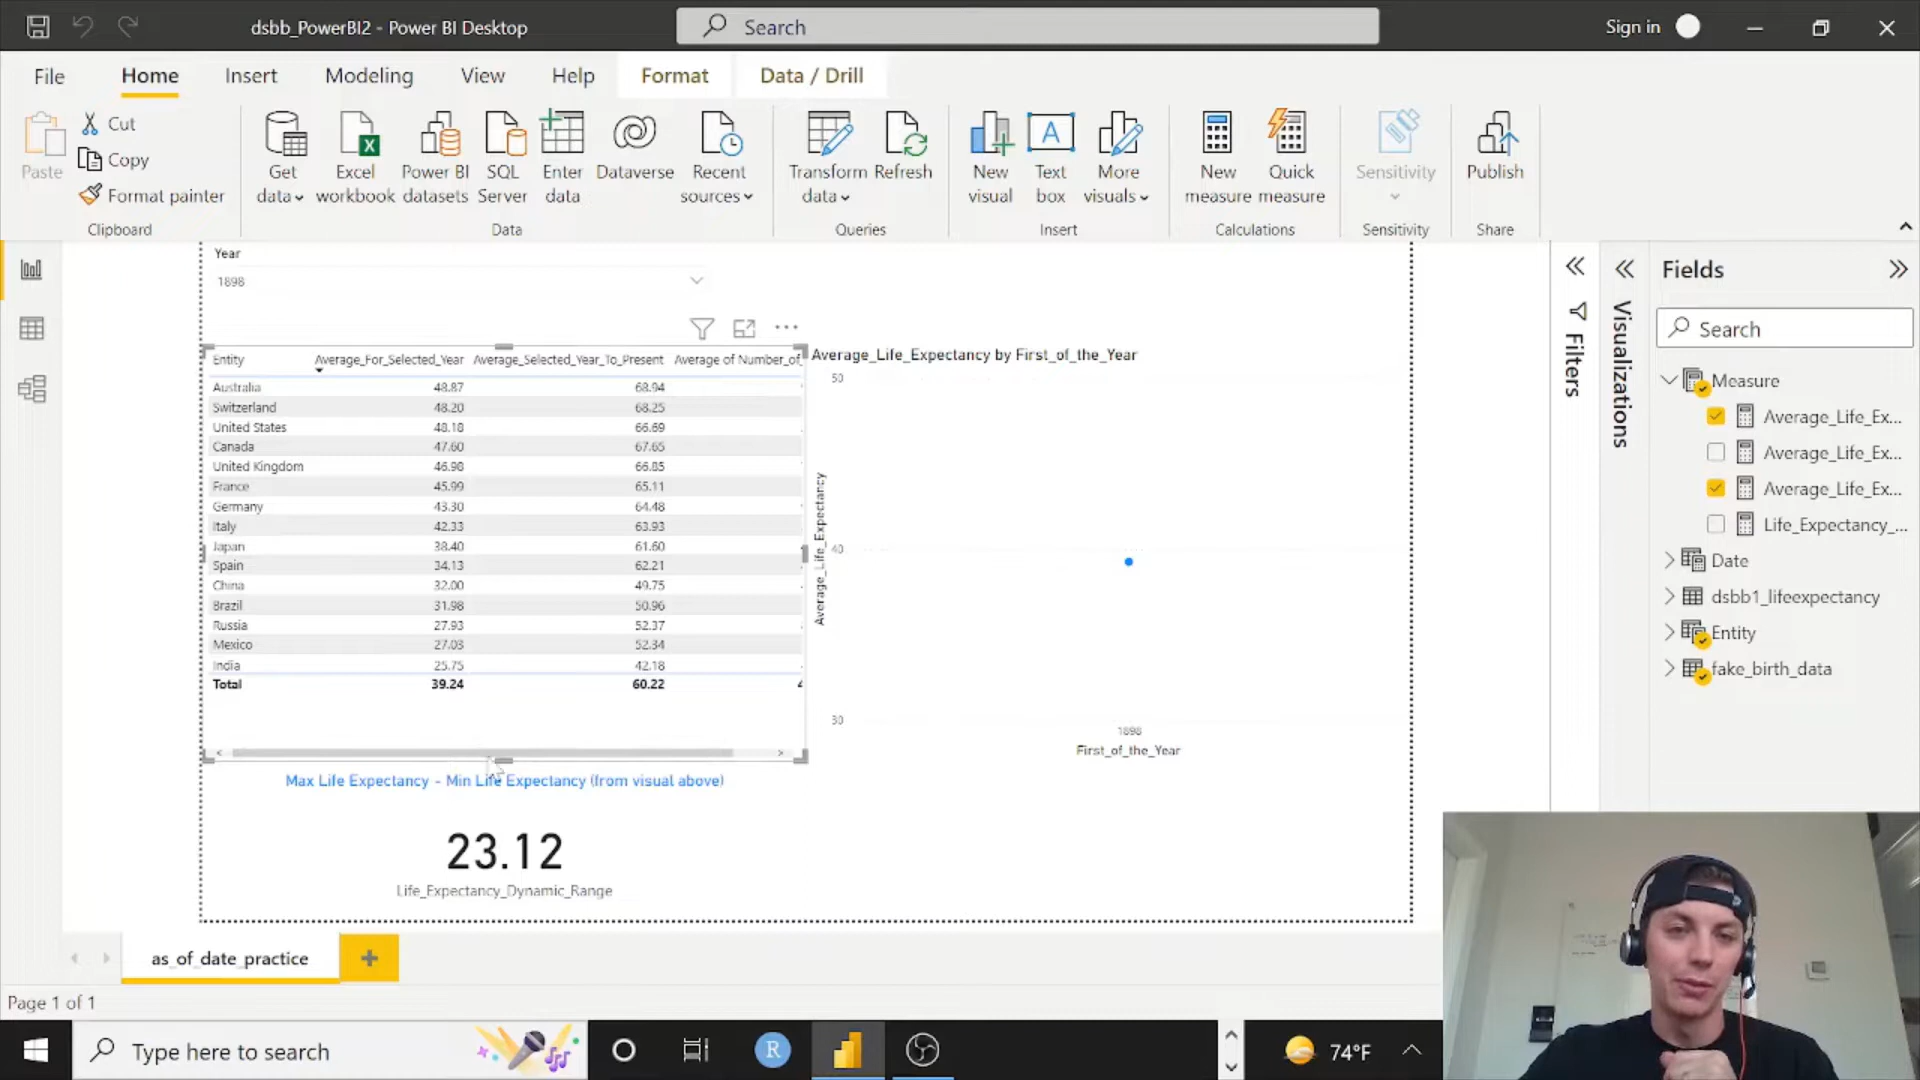 dsbb_PowerBI2 - Power BI Desktop
Search
Sign in
File
Home
Insert
Modeling
View
Help
Format
Data / Drill
Paste
Cut
Copy
Format painter
Clipboard
Get data
Excel workbook
Power BI datasets
SQL Server
Enter data
Dataverse
Recent sources
Data
Transform data
Refresh
Queries
New visual
Text box
More visuals
Insert
New measure
Quick measure
Calculations
Sensitivity
Sensitivity
Publish
Share
Year
1898
Entity Average_For_Selected_Year Average_Selected_Year_To_Present Average of Number_of_
Australia 48.87 68.94
Switzerland 48.20 68.25
United States 48.18 66.69
Canada 47.60 67.65
United Kingdom 46.98 66.85
France 45.99 65.11
Germany 43.30 64.48
Italy 42.33 63.93
Japan 38.40 61.60
Spain 34.13 62.21
China 32.00 49.75
Brazil 31.98 50.96
Russia 27.93 52.37
Mexico 27.03 52.34
India 25.75 42.18
Total 39.24 60.22
Max Life Expectancy - Min Life Expectancy (from visual above)
23.12
Life_Expectancy_Dynamic_Range
Average_Life_Expectancy by First_of_the_Year
50
40
30
Average_Life_Expectancy
1898
First_of_the_Year
Filters
Visualizations
Fields
Search
Measure
Average_Life_Ex...
Average_Life_Ex...
Average_Life_Ex...
Life_Expectancy_...
Date
dsbb1_lifeexpectancy
Entity
fake_birth_data
as_of_date_practice
Page 1 of 1
Type here to search
R
74°F